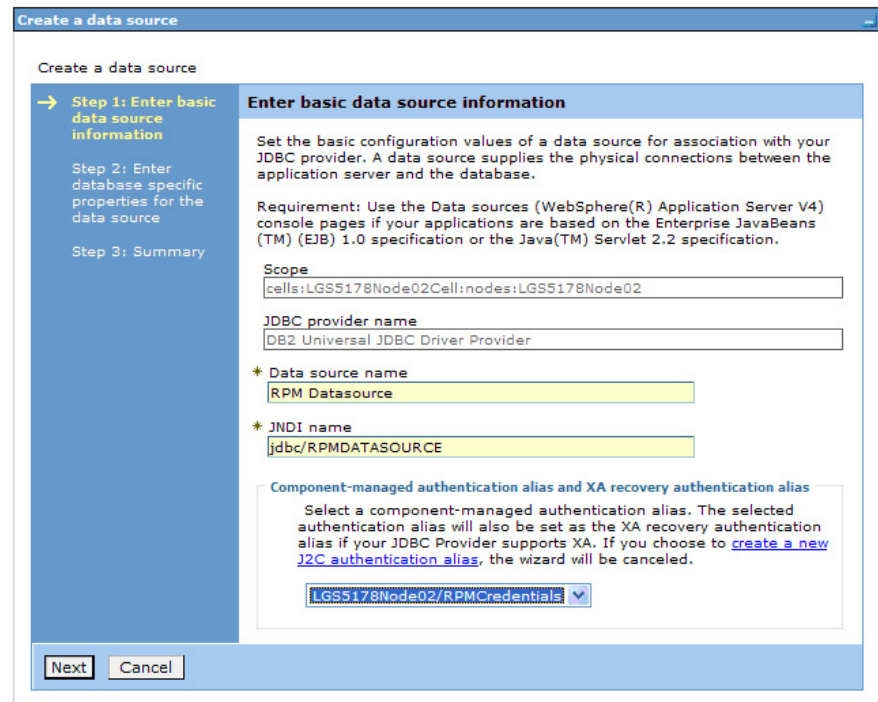 Create a data source
Create a data source
Step 1: Enter basic
data source
information
Step 2: Enter
database specific
properties for the
data source
Step 3: Summary
Enter basic data source information
Set the basic configuration values of a data source for association with your
JDBC provider. A data source supplies the physical connections between the
application server and the database.
Requirement: Use the Data sources (WebSphere(R) Application Server V4)
console pages if your applications are based on the Enterprise JavaBeans
(TM) (EJB) 1.0 specification or the Java(TM) Servlet 2.2 specification.
Scope
cells:LGS5178Node02Cell:nodes:LGS5178Node02
JDBC provider name
DB2 Universal JDBC Driver Provider
* Data source name
RPM Datasource
* JNDI name
jdbc/RPMDATASOURCE
Component-managed authentication alias and XA recovery authentication alias
Select a component-managed authentication alias. The selected
authentication alias will also be set as the XA recovery authentication
alias if your JDBC Provider supports XA. If you choose to create a new
J2C authentication alias, the wizard will be canceled.
LGS5178Node02/RPMCredentials
Next Cancel